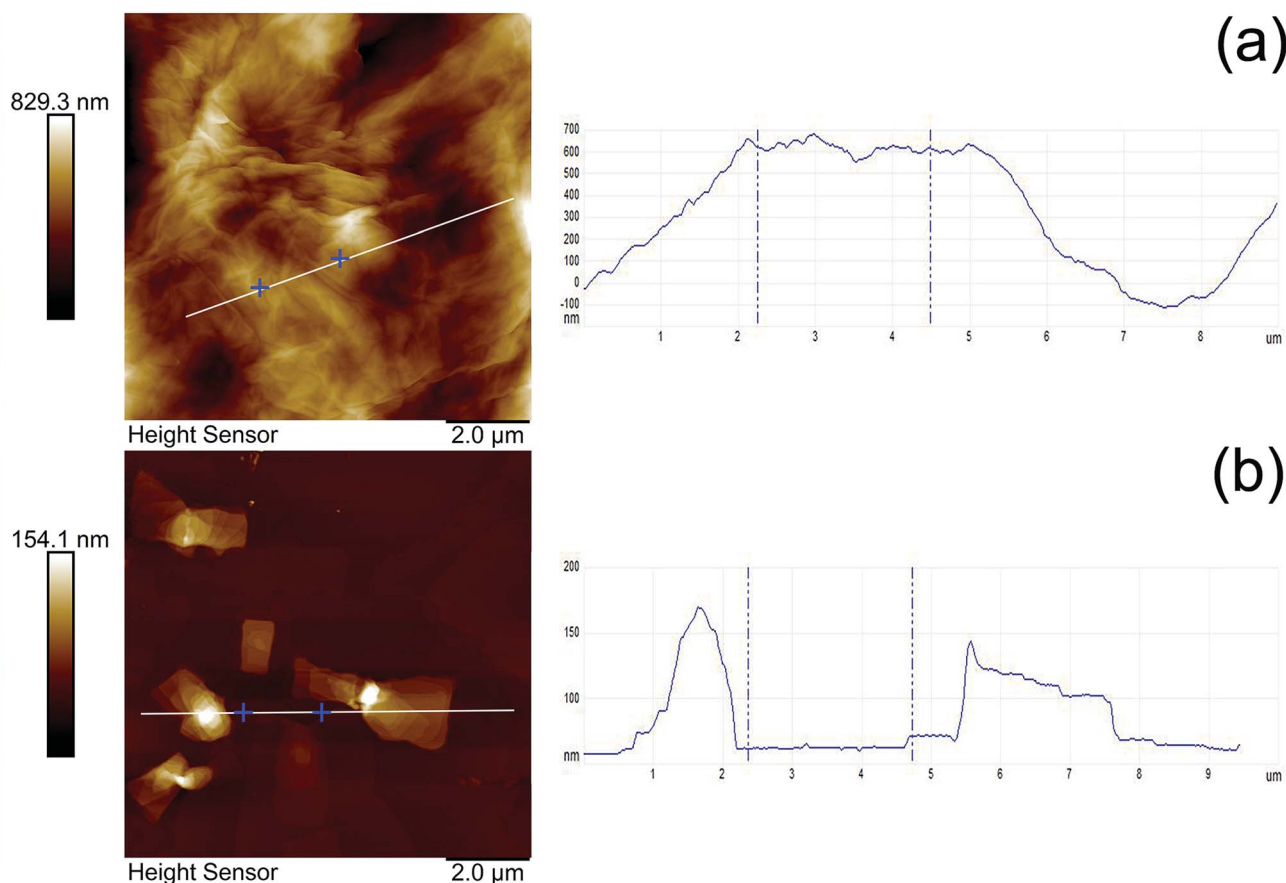 (a)
829.3 nm
Height Sensor
2.0 µm
700
600
500
400
300
200
100
0
-100
nm
1 2 3 4 5 6 7 8 um
(b)
154.1 nm
Height Sensor
2.0 µm
200
150
100
nm
1 2 3 4 5 6 7 8 9 um